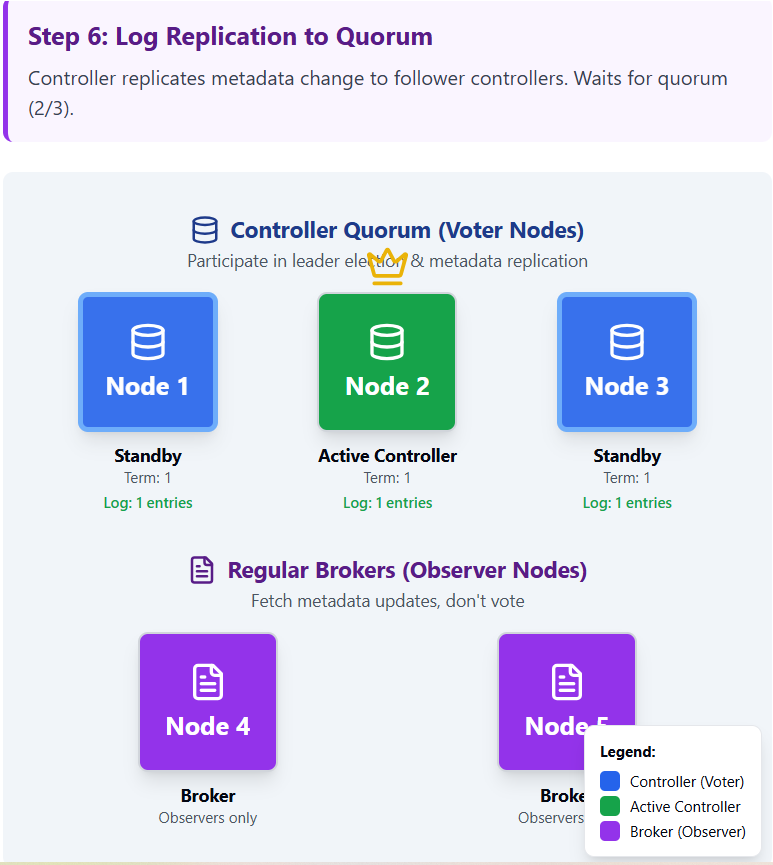 Step 6: Log Replication to Quorum
Controller replicates metadata change to follower controllers. Waits for quorum
(2/3).
Controller Quorum (Voter Nodes)
Participate in leader election & metadata replication
Node 1
Node 2
Node 3
Standby
Active Controller
Standby
Term: 1
Term: 1
Term: 1
Log: 1 entries
Log: 1 entries
Log: 1 entries
Regular Brokers (Observer Nodes)
Fetch metadata updates, don't vote
Node 4
Node 5
Broker
Broke
Observers only
Observers
Legend:
Controller (Voter)
Active Controller
Broker (Observer)